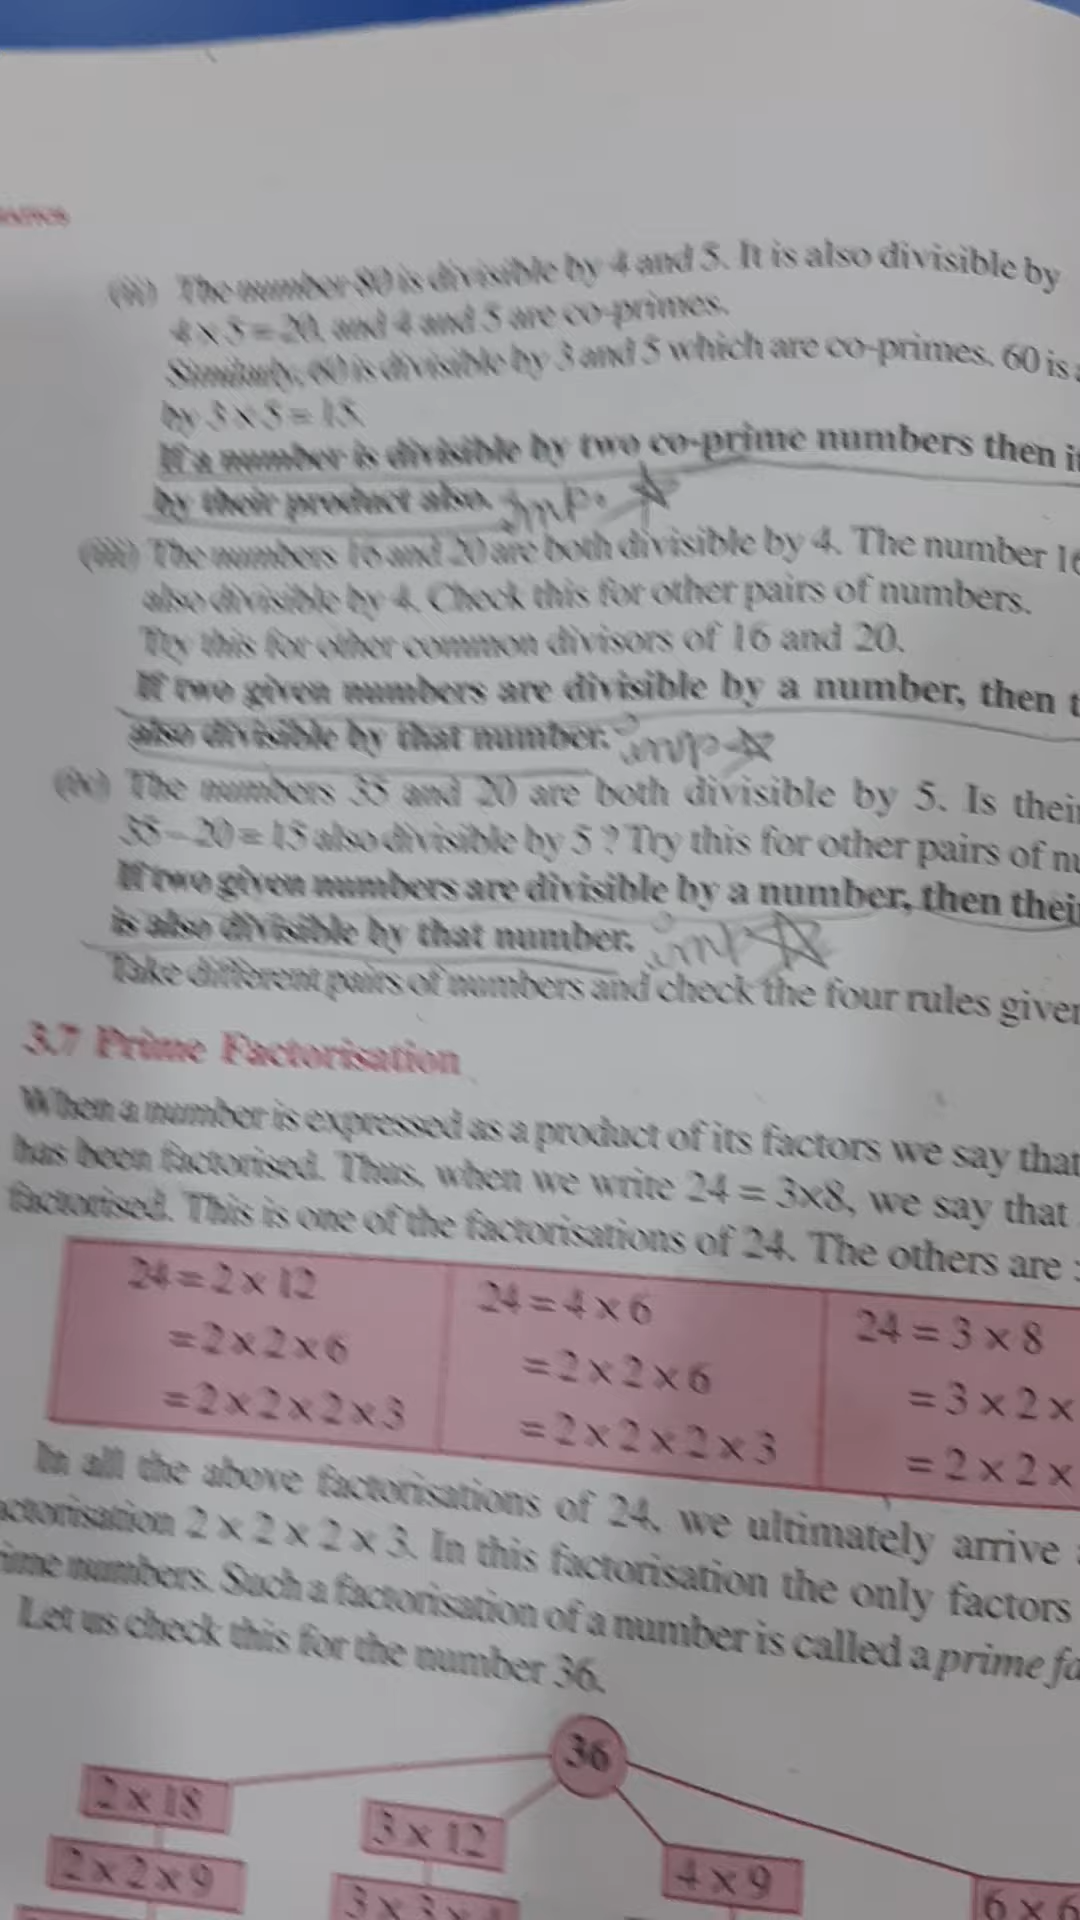 (ii) The number 80 is divisible by 4 and 5. It is also divisible by
4 × 5 = 20, and 4 and 5 are co-primes.
Similarly, 60 is divisible by 3 and 5 which are co-primes. 60 is
by 3 × 5 = 15.
If a number is divisible by two co-prime numbers then
by their product also. Imp. ☆
(iii) The numbers 16 and 20 are both divisible by 4. The number
also divisible by 4. Check this for other pairs of numbers.
Try this for other common divisors of 16 and 20.
If two given numbers are divisible by a number, then
also divisible by that number. imp ☆
(iv) The numbers 35 and 20 are both divisible by 5. Is
35 – 20 = 15 also divisible by 5 ? Try this for other pairs of
If two given numbers are divisible by a number, then
is also divisible by that number. imp ☆
Take different pairs of numbers and check the four rules
3.7 Prime Factorisation
When a number is expressed as a product of its factors we say that
has been factorised. Thus, when we write 24 = 3x8, we say that
factorised. This is one of the factorisations of 24. The others are :
24 = 2 × 12 24 = 4 × 6 24 = 3 × 8
= 2 × 2 × 6 = 2 × 2 × 6 = 3 × 2 ×
= 2 × 2 × 2 × 3 = 2 × 2 × 2 × 3 = 2 × 2 ×
In all the above factorisations of 24, we ultimately arrive
2 × 2 × 2 × 3. In this factorisation the only factors
numbers. Such a factorisation of a number is called a prime
Let us check this for the number 36.
36
2 × 18 3 × 12 4 × 9 6 × 6
2 × 2 × 9 3 × 3 ×